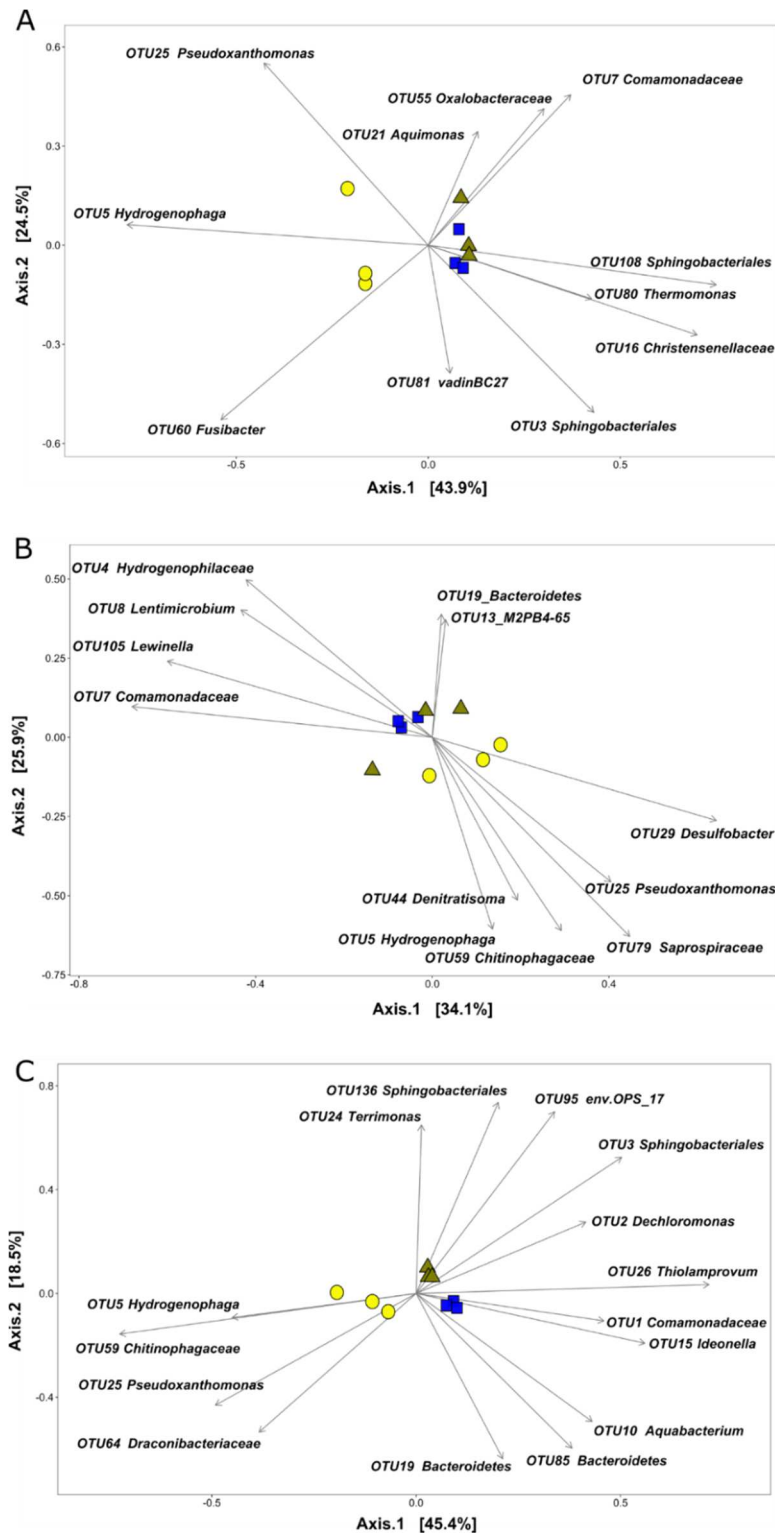 A
0.6
0.3
0.0
-0.3
-0.6
Axis.2 [24.5%]
OTU25 Pseudoxanthomonas
OTU7 Comamonadaceae
OTU55 Oxalobacteraceae
OTU21 Aquimonas
OTU5 Hydrogenophaga
OTU108 Sphingobacteriales
OTU80 Thermomonas
OTU16 Christensenellaceae
OTU81 vadinBC27
OTU60 Fusibacter
OTU3 Sphingobacteriales
-0.5 0.0 0.5
Axis.1 [43.9%]
B
0.50
0.25
0.00
-0.25
-0.50
-0.75
Axis.2 [25.9%]
OTU4 Hydrogenophilaceae
OTU19_Bacteroidetes
OTU8 Lentimicrobium
OTU13_M2PB4-65
OTU105 Lewinella
OTU7 Comamonadaceae
OTU29 Desulfobacter
OTU25 Pseudoxanthomonas
OTU44 Denitratisoma
OTU5 Hydrogenophaga
OTU79 Saprospiraceae
OTU59 Chitinophagaceae
-0.8 -0.4 0.0 0.4
Axis.1 [34.1%]
C
0.8
0.4
0.0
-0.4
Axis.2 [18.5%]
OTU136 Sphingobacteriales
OTU95 env.OPS_17
OTU24 Terrimonas
OTU3 Sphingobacteriales
OTU2 Dechloromonas
OTU26 Thiolamprovum
OTU5 Hydrogenophaga
OTU1 Comamonadaceae
OTU59 Chitinophagaceae
OTU15 Ideonella
OTU25 Pseudoxanthomonas
OTU10 Aquabacterium
OTU64 Draconibacteriaceae
OTU19 Bacteroidetes
OTU85 Bacteroidetes
-0.5 0.0 0.5
Axis.1 [45.4%]